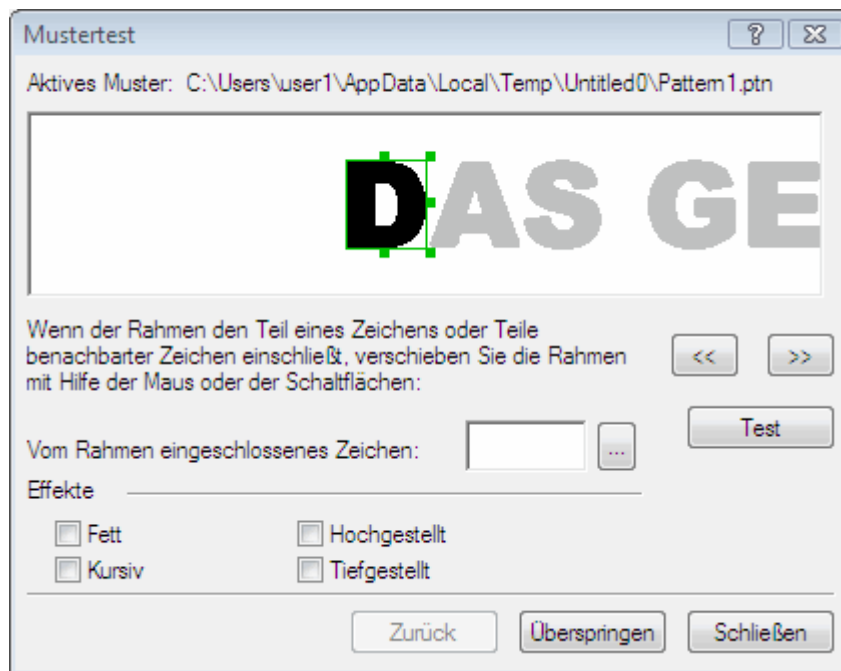 Mustertest
Aktives Muster: C:\Users\user1\AppData\Local\Temp\Untitled0\Pattern1.ptn
DAS GE
Wenn der Rahmen den Teil eines Zeichens oder Teile
benachbarter Zeichen einschließt, verschieben Sie die Rahmen
mit Hilfe der Maus oder der Schaltflächen:
<< >>
Test
Vom Rahmen eingeschlossenes Zeichen: ...
Effekte
Fett Hochgestellt
Kursiv Tiefgestellt
Zurück Überspringen Schließen